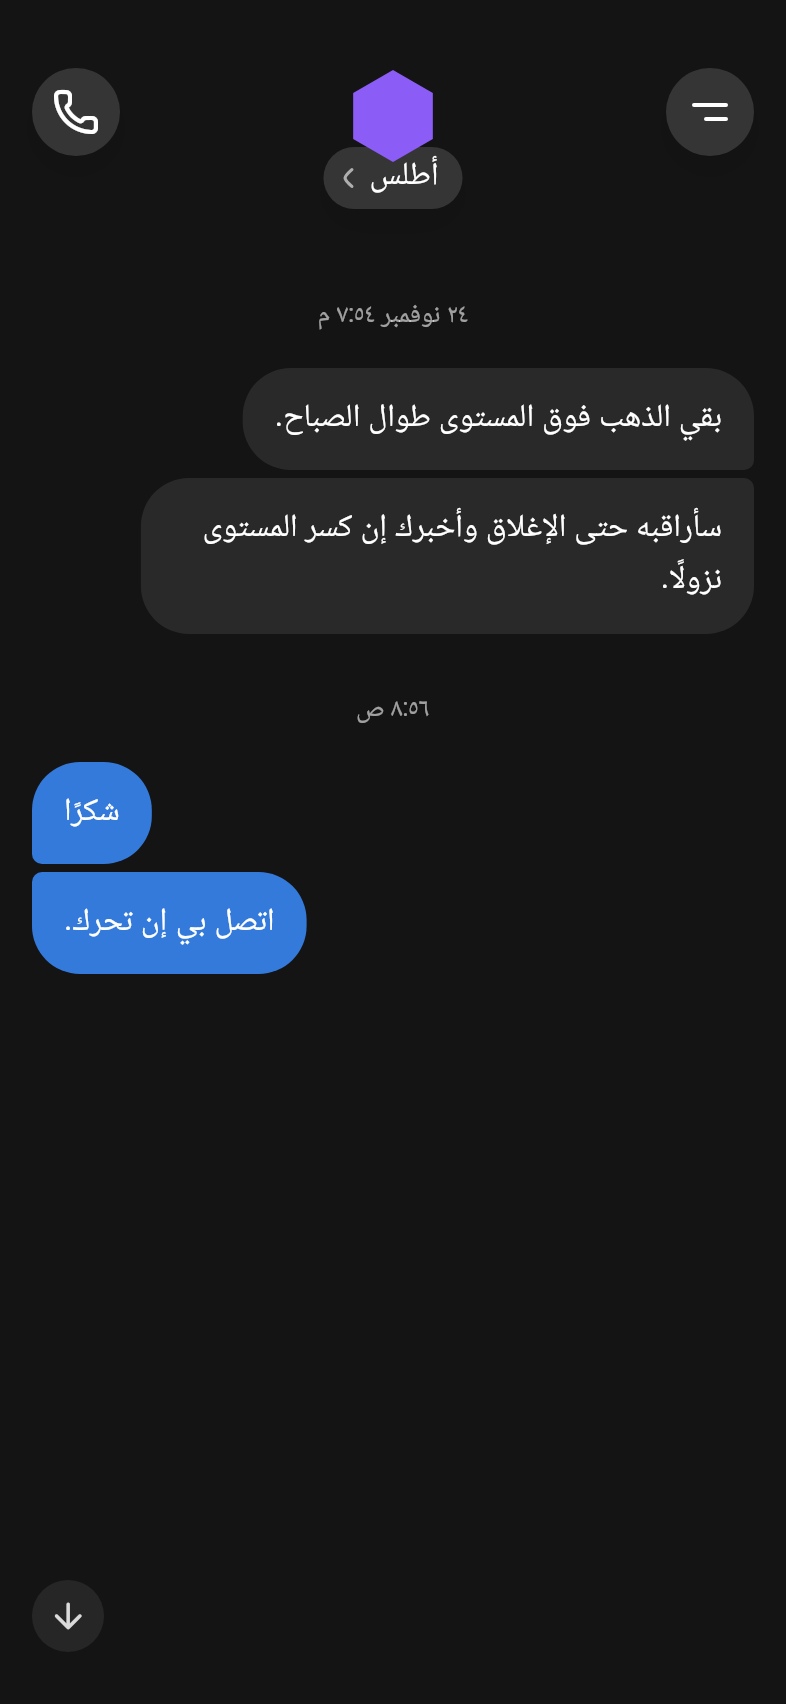 أطلس
٢٤ نوفمبر ٧:٥٤ م
بقي الذهب فوق المستوى طوال الصباح.
سأراقبه حتى الإغلاق وأخبرك إن كسر المستوى
نزولًا.
٨:٥٦ ص
شكرًا
اتصل بي إن تحرك.